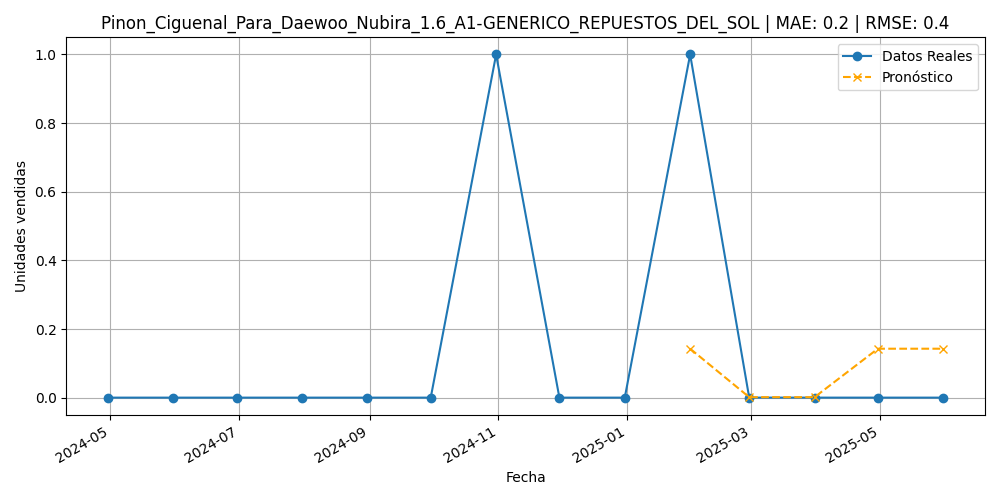 Pinon_Ciguenal_Para_Daewoo_Nubira_1.6_A1-GENERICO_REPUESTOS_DEL_SOL | MAE: 0.2 | RMSE: 0.4
Datos Reales
Pronóstico
Unidades vendidas
1.0
0.8
0.6
0.4
0.2
0.0
2024-05
2024-07
2024-09
2024-11
2025-01
2025-03
2025-05
Fecha